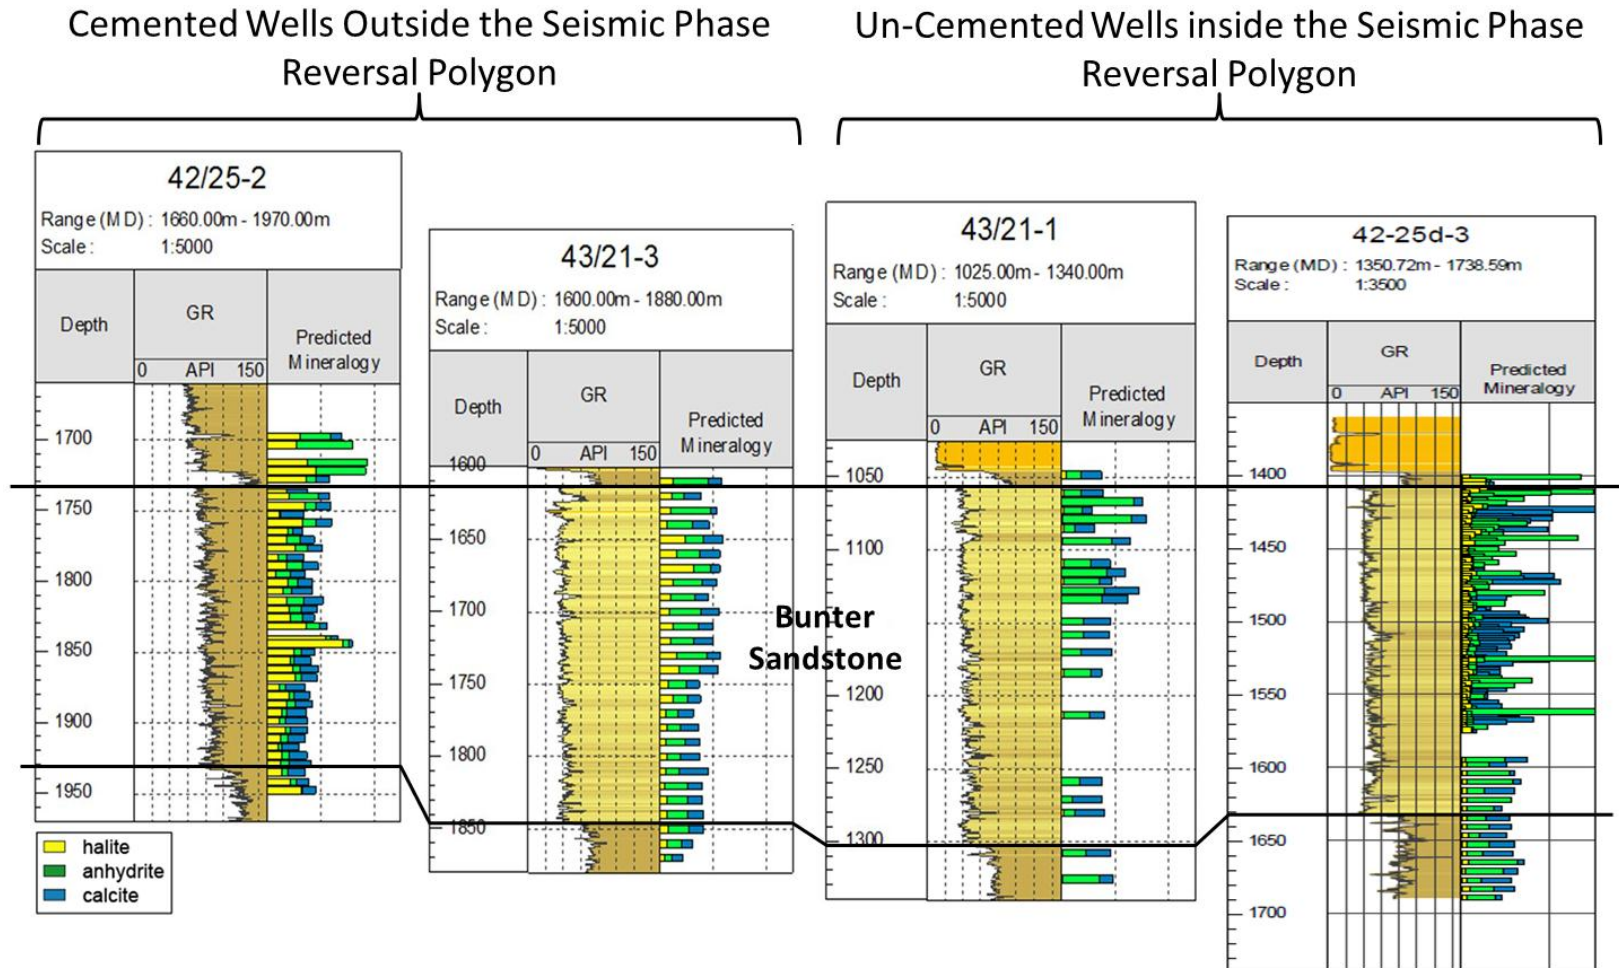 Cemented Wells Outside the Seismic Phase
Reversal Polygon
Un-Cemented Wells inside the Seismic Phase
Reversal Polygon
42/25-2
Range (MD) : 1660.00m - 1970.00m
Scale : 1:5000
Depth
GR
0 API 150
Predicted
Mineralogy
1700
1750
1800
1850
1900
1950
halite
anhydrite
calcite
43/21-3
Range (MD) : 1600.00m - 1880.00m
Scale : 1:5000
Depth
GR
0 API 150
Predicted
Mineralogy
1600
1650
1700
1750
1800
1850
Bunter
Sandstone
43/21-1
Range (MD) : 1025.00m - 1340.00m
Scale : 1:5000
Depth
GR
0 API 150
Predicted
Mineralogy
1050
1100
1200
1250
1300
42-25d-3
Range (MD) : 1350.72m - 1738.59m
Scale : 1:3500
Depth
GR
0 API 150
Predicted
Mineralogy
1400
1450
1500
1550
1600
1650
1700